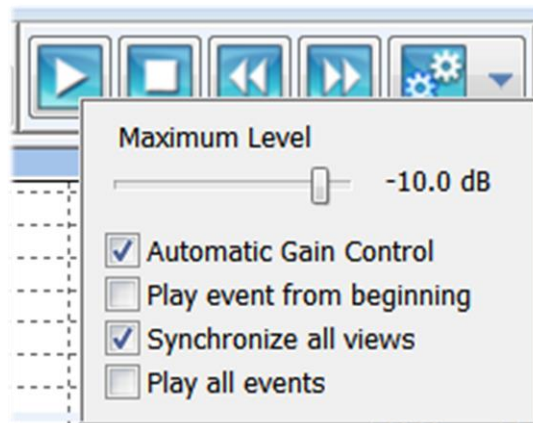 Maximum Level
-10.0 dB
Automatic Gain Control
Play event from beginning
Synchronize all views
Play all events